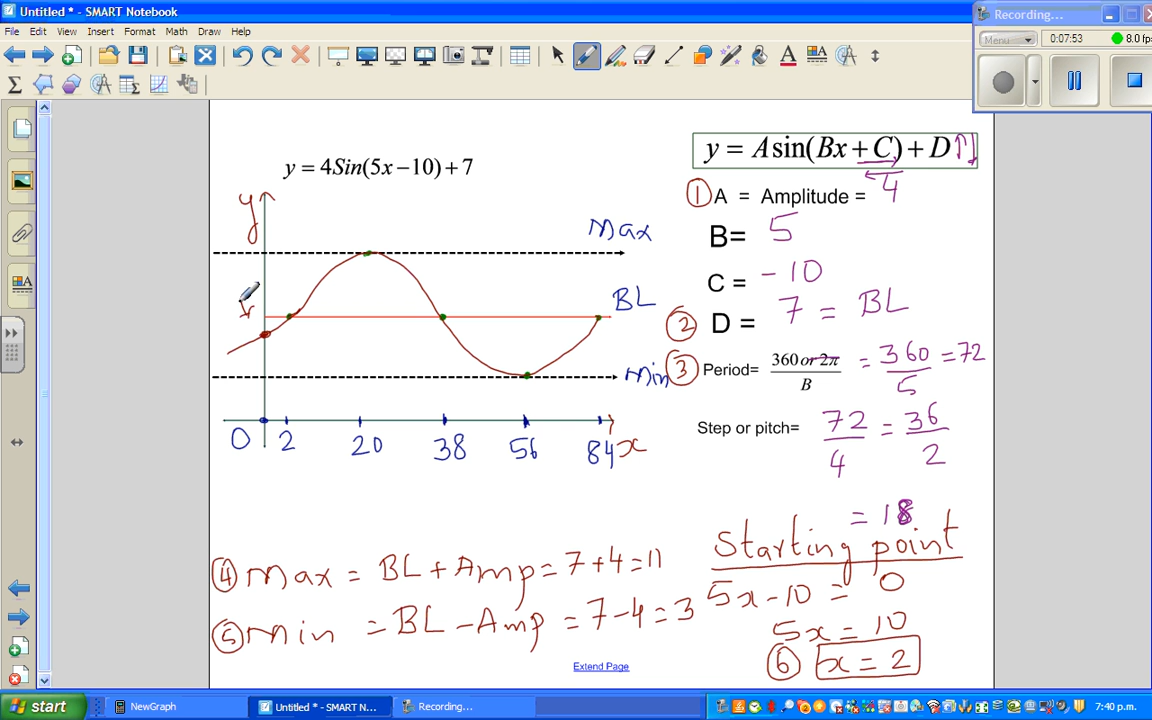 Untitled * - SMART Notebook
Recording...
File Edit View Insert Format Math Draw Help
Menu 0:07:53 8.0 fp
y = 4Sin(5x−10)+7
y = Asin(Bx + C) + D ↑↓
① A = Amplitude = 4
B= 5
C = -10
② D = 7 = BL
③ Period= 360 or 2π / B = 360/5 = 72
Step or pitch= 72/4 = 36/2
= 18
y
Max
BL
Min
0 2 20 38 56 84 x
Starting point
5x - 10 = 0
5x = 10
⑥ x = 2
④ Max = BL + Amp = 7+4 = 11
⑤ Min = BL - Amp = 7-4 = 3
Extend Page
start NewGraph Untitled * - SMART N... Recording... 7:40 p.m.